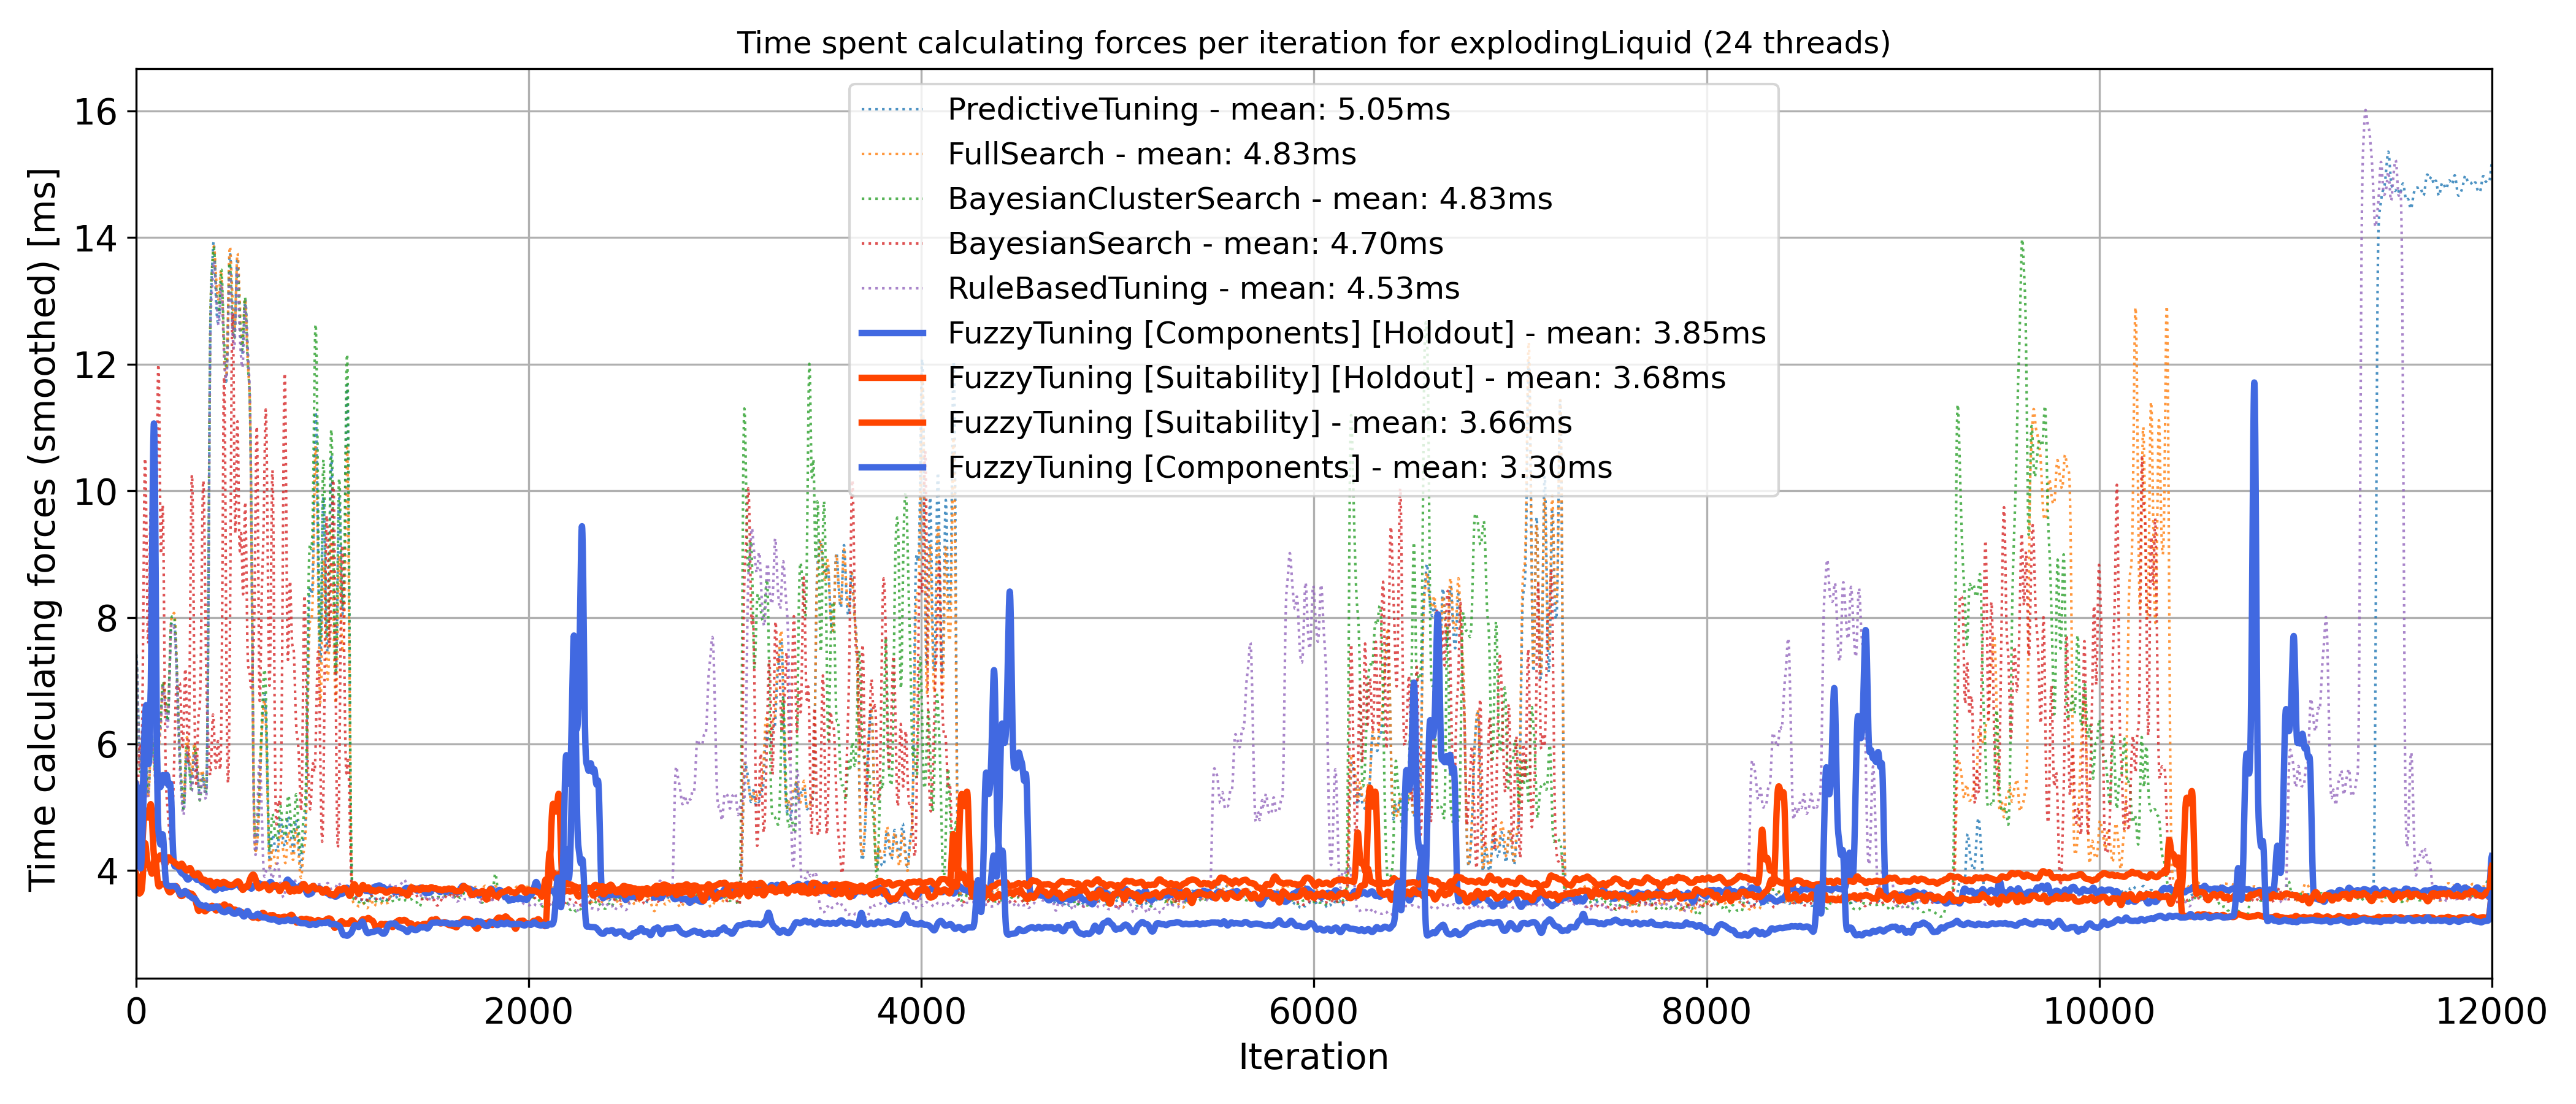 Time spent calculating forces per iteration for explodingLiquid (24 threads)
Time calculating forces (smoothed) [ms]
16
14
12
10
8
6
4
PredictiveTuning - mean: 5.05ms
FullSearch - mean: 4.83ms
BayesianClusterSearch - mean: 4.83ms
BayesianSearch - mean: 4.70ms
RuleBasedTuning - mean: 4.53ms
FuzzyTuning [Components] [Holdout] - mean: 3.85ms
FuzzyTuning [Suitability] [Holdout] - mean: 3.68ms
FuzzyTuning [Suitability] - mean: 3.66ms
FuzzyTuning [Components] - mean: 3.30ms
0 2000 4000 6000 8000 10000 12000
Iteration